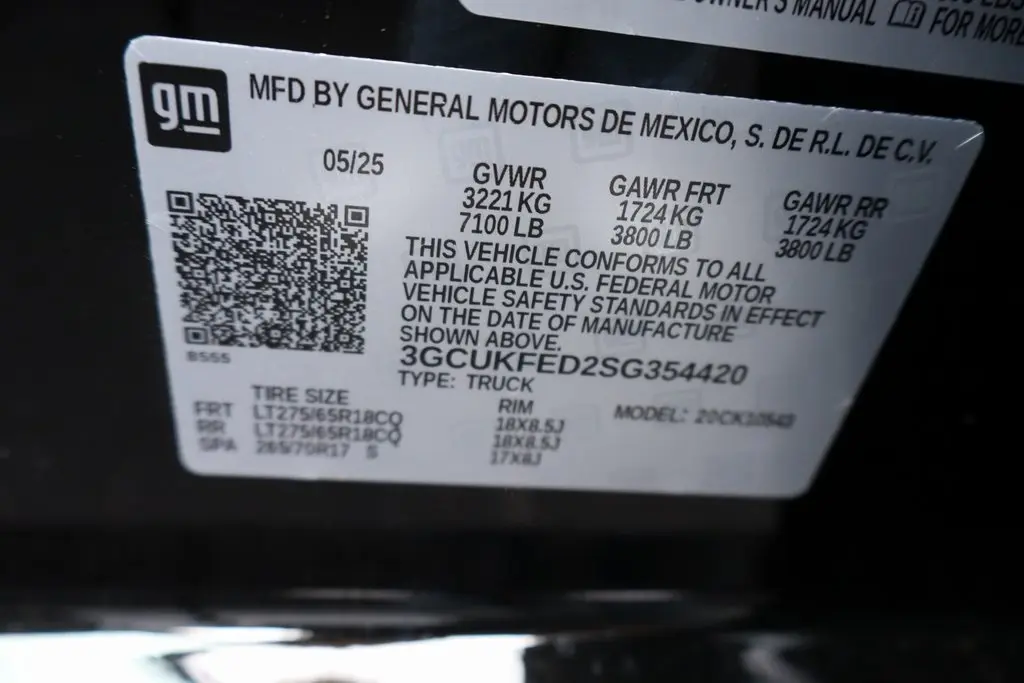 OWNER'S MANUAL FOR MORE
gm
MFD BY GENERAL MOTORS DE MEXICO, S. DE R.L. DE C.V.
05/25
GVWR
3221 KG
7100 LB
GAWR FRT
1724 KG
3800 LB
GAWR RR
1724 KG
3800 LB
THIS VEHICLE CONFORMS TO ALL
APPLICABLE U.S. FEDERAL MOTOR
VEHICLE SAFETY STANDARDS IN EFFECT
ON THE DATE OF MANUFACTURE
SHOWN ABOVE.
3GCUKFED2SG354420
TYPE: TRUCK
MODEL: 20CK10543
TIRE SIZE RIM
FRT LT275/65R18CQ 18X8.5J
RR LT275/65R18CQ 18X8.5J
SPA 265/70R17 S 17X8J